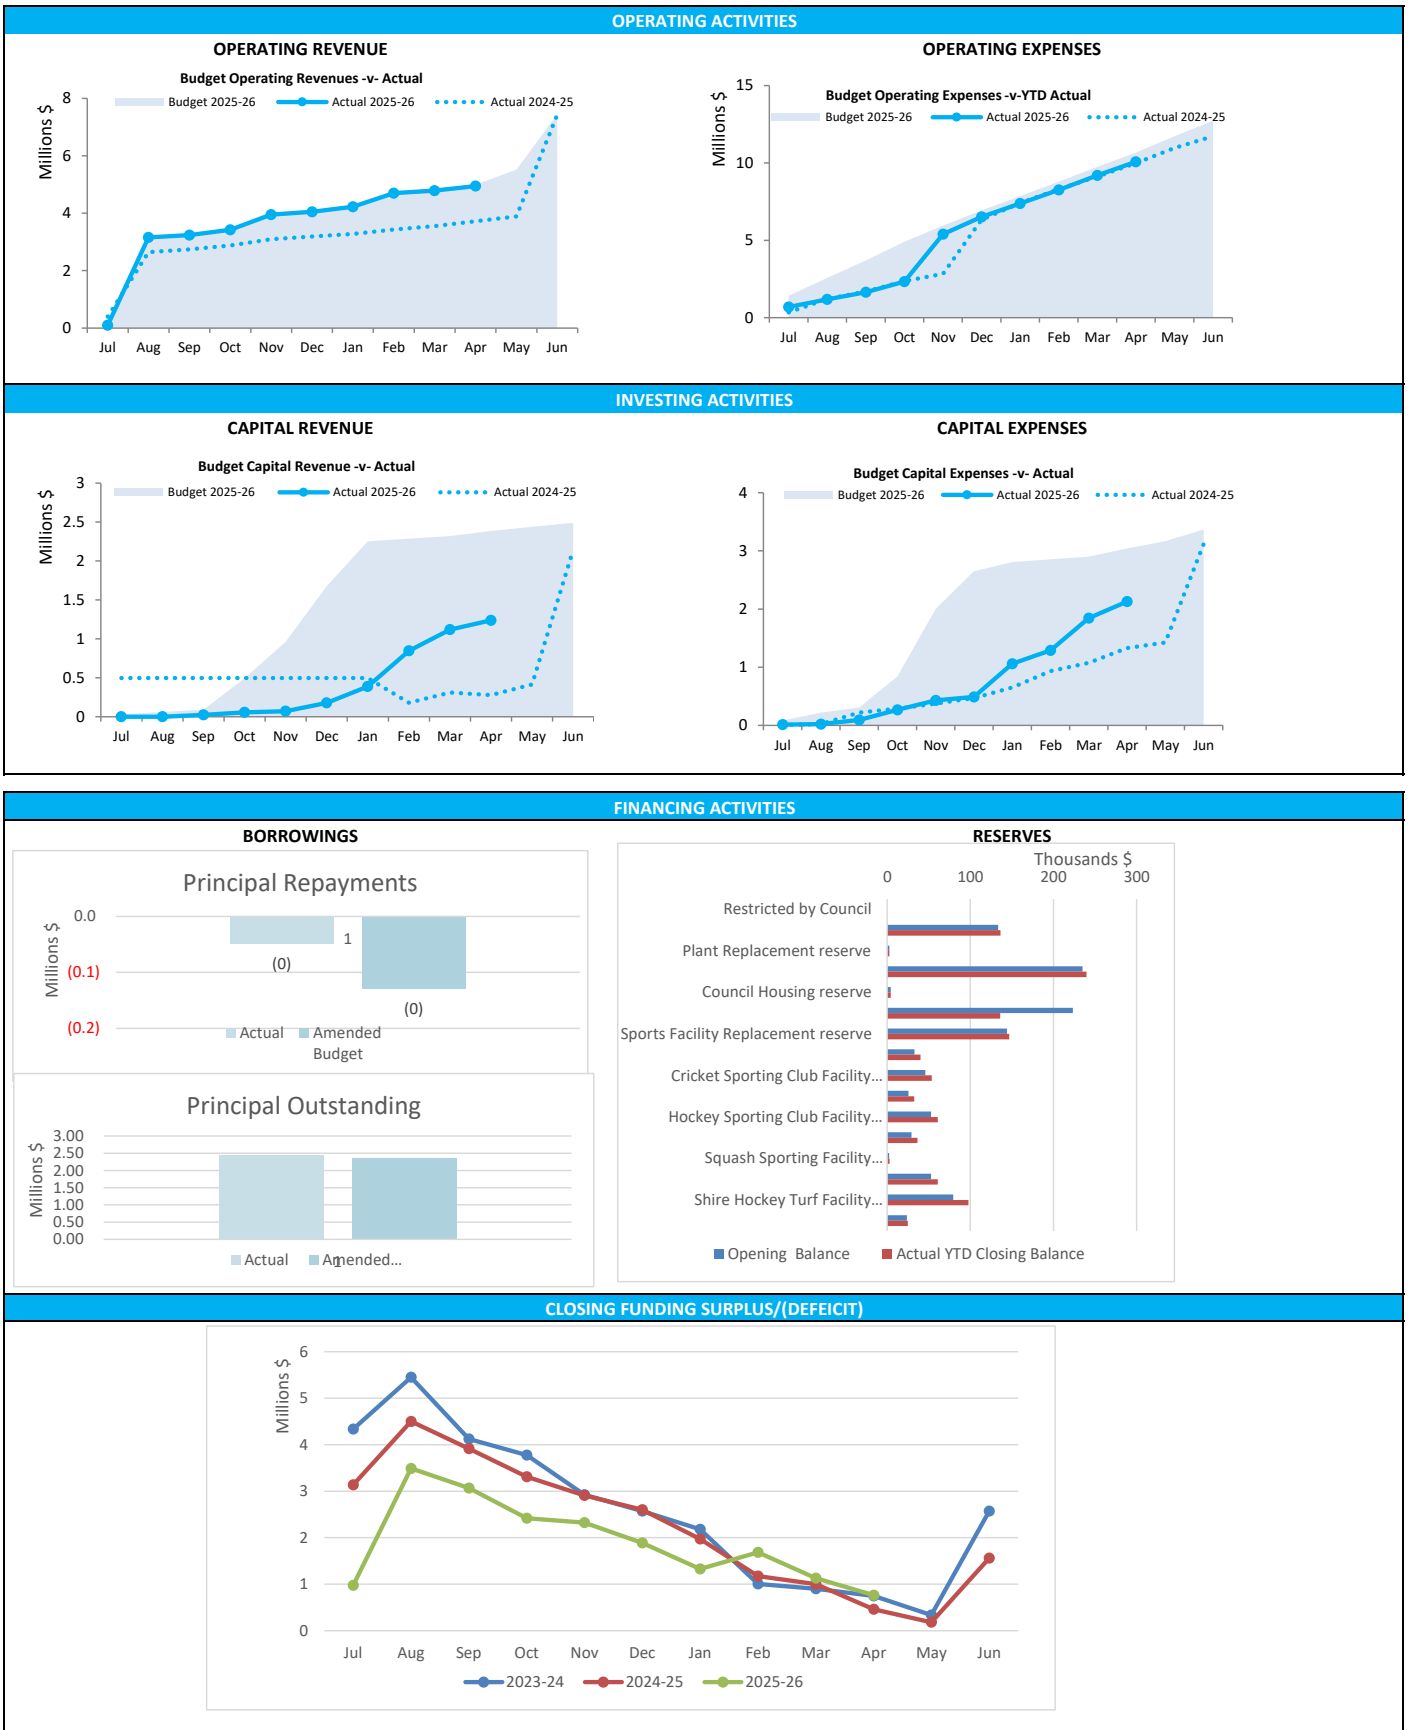 OPERATING ACTIVITIES
OPERATING REVENUE
OPERATING EXPENSES
Budget Operating Revenues -v- Actual
Budget 2025-26 Actual 2025-26 Actual 2024-25
Millions $
8
6
4
2
0
Jul Aug Sep Oct Nov Dec Jan Feb Mar Apr May Jun
Budget Operating Expenses -v-YTD Actual
Budget 2025-26 Actual 2025-26 Actual 2024-25
Millions $
15
10
5
0
Jul Aug Sep Oct Nov Dec Jan Feb Mar Apr May Jun
INVESTING ACTIVITIES
CAPITAL REVENUE
CAPITAL EXPENSES
Budget Capital Revenue -v- Actual
Budget 2025-26 Actual 2025-26 Actual 2024-25
Millions $
3
2.5
2
1.5
1
0.5
0
Jul Aug Sep Oct Nov Dec Jan Feb Mar Apr May Jun
Budget Capital Expenses -v- Actual
Budget 2025-26 Actual 2025-26 Actual 2024-25
4
3
2
1
0
Jul Aug Sep Oct Nov Dec Jan Feb Mar Apr May Jun
FINANCING ACTIVITIES
BORROWINGS
RESERVES
Principal Repayments
Millions $
0.0
(0.1)
(0.2)
1
(0)
(0)
Actual Amended
Budget
Principal Outstanding
Millions $
3.00
2.50
2.00
1.50
1.00
0.50
0.00
1
Actual Amended...
Thousands $
0 100 200 300
Restricted by Council
Plant Replacement reserve
Council Housing reserve
Sports Facility Replacement reserve
Cricket Sporting Club Facility...
Hockey Sporting Club Facility...
Squash Sporting Facility...
Shire Hockey Turf Facility...
Opening Balance Actual YTD Closing Balance
CLOSING FUNDING SURPLUS/(DEFEICIT)
Millions $
6
5
4
3
2
1
0
Jul Aug Sep Oct Nov Dec Jan Feb Mar Apr May Jun
2023-24 2024-25 2025-26